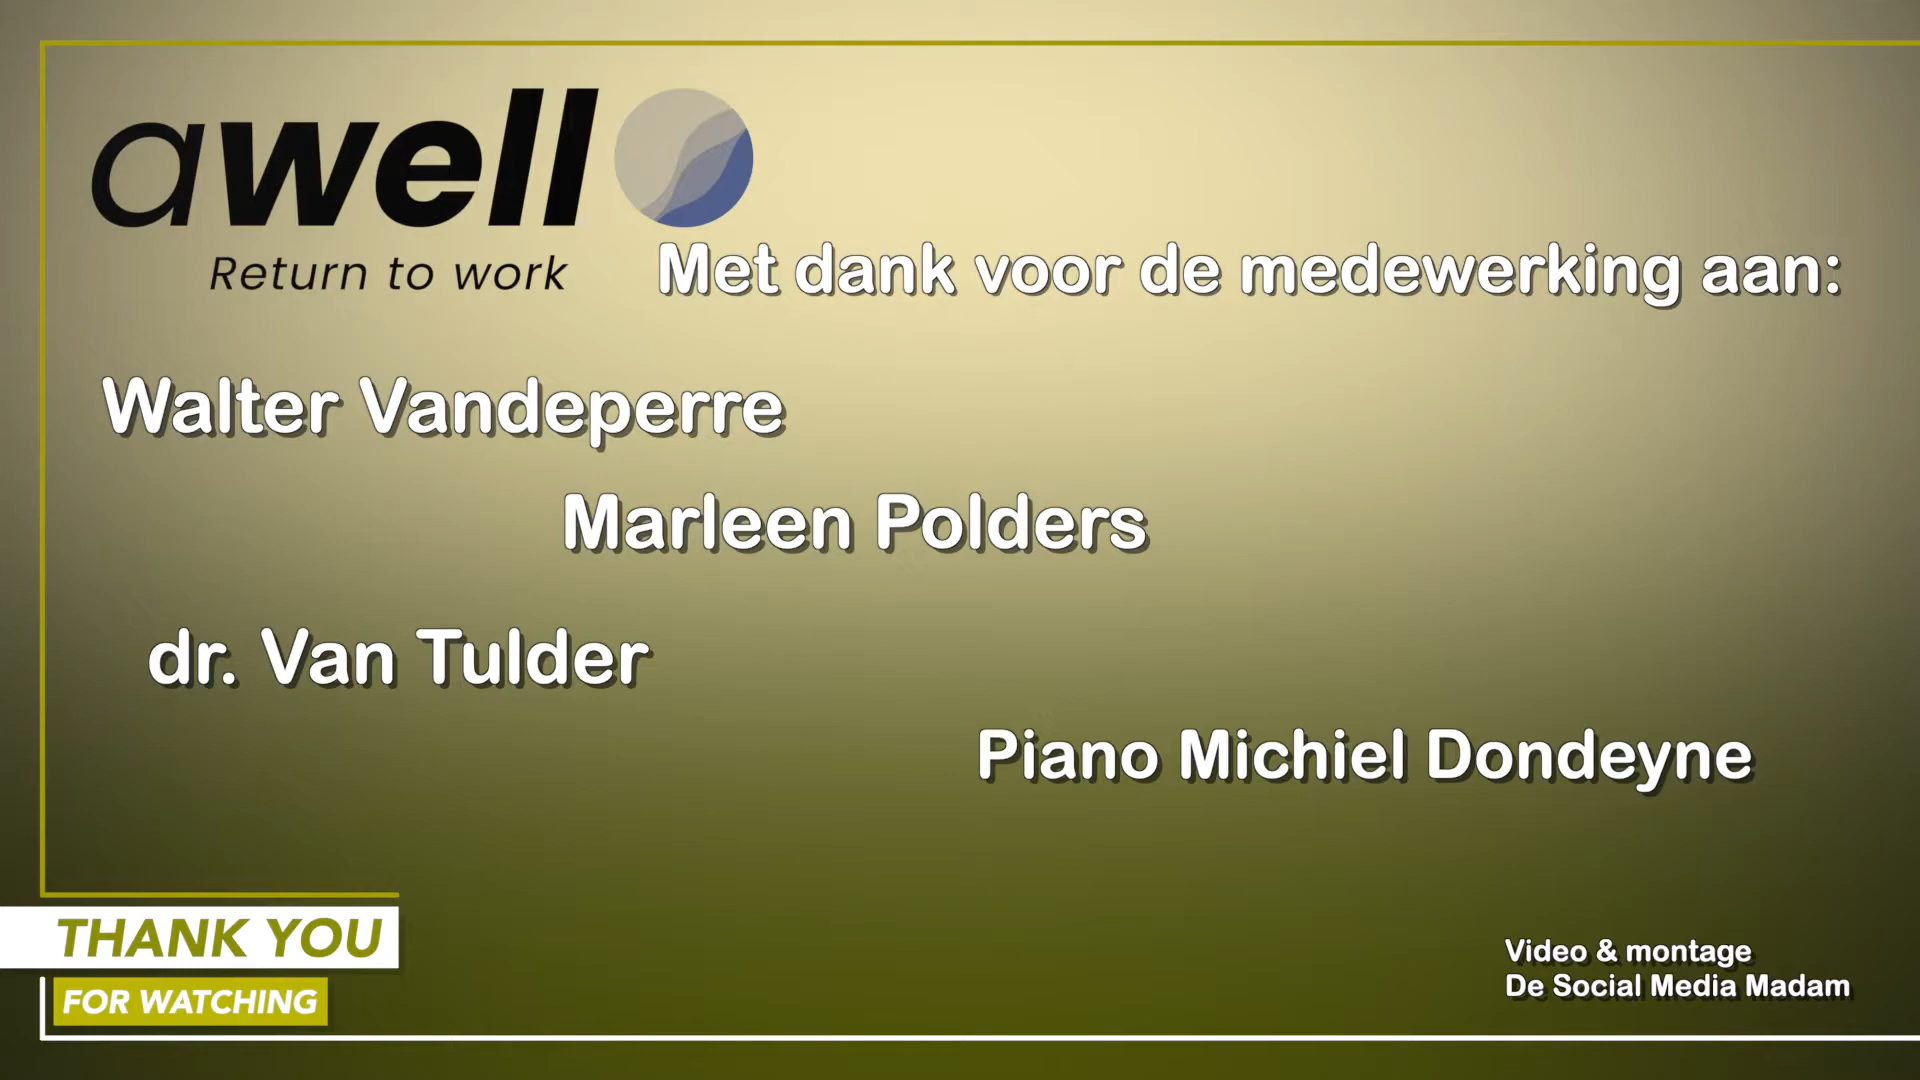 awell
Return to work
Met dank voor de medewerking aan:
Walter Vandeperre
Marleen Polders
dr. Van Tulder
Piano Michiel Dondeyne
THANK YOU
FOR WATCHING
Video & montage
De Social Media Madam